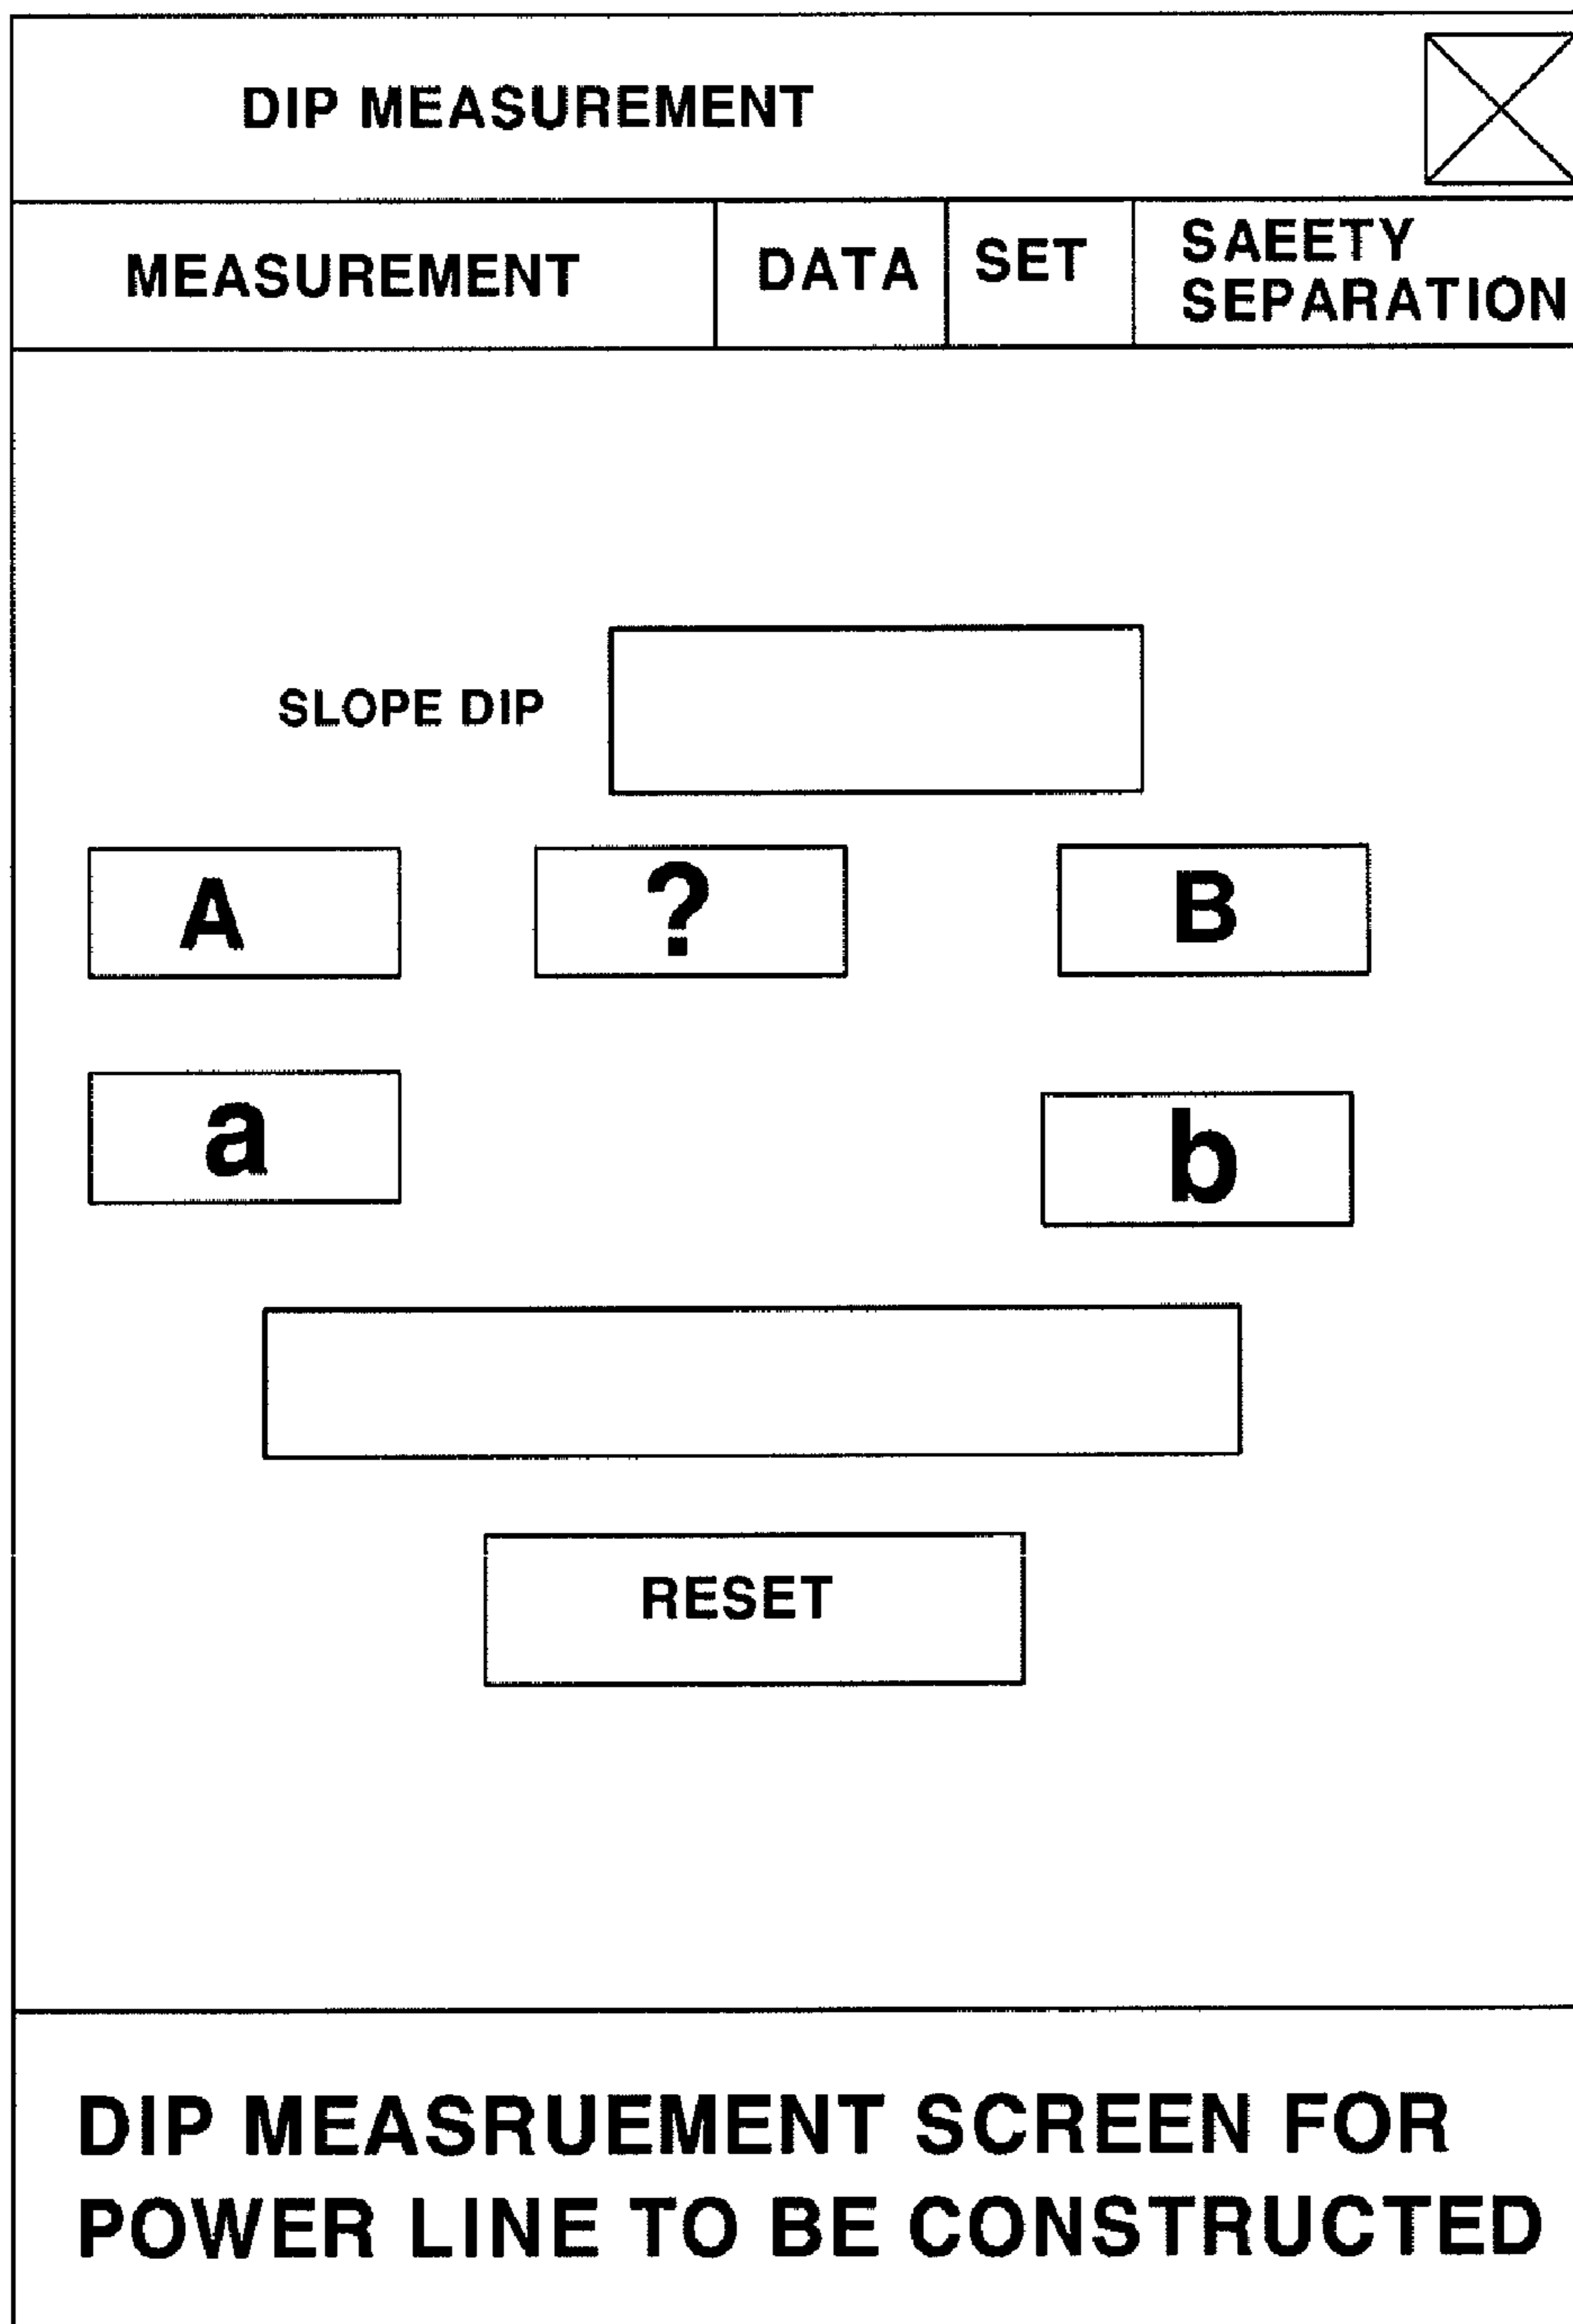 DIP MEASUREMENT
MEASUREMENT DATA SET SAEETY
SEPARATION
SLOPE DIP
A ? B
a b
RESET
DIP MEASRUEMENT SCREEN FOR
POWER LINE TO BE CONSTRUCTED